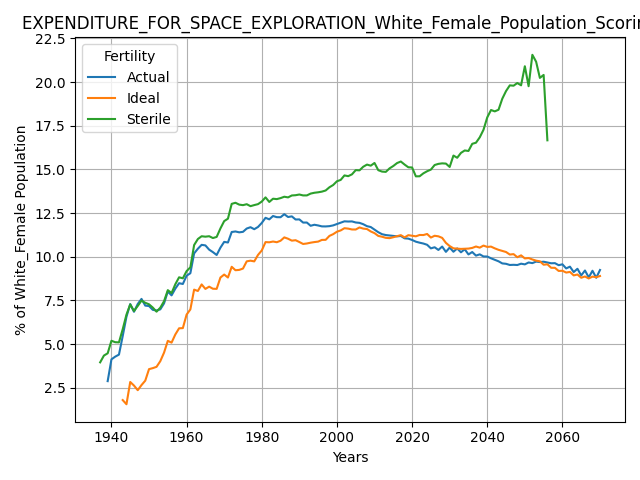 EXPENDITURE_FOR_SPACE_EXPLORATION_White_Female_Population_Scorin
Fertility
Actual
Ideal
Sterile
% of White_Female Population
22.5
20.0
17.5
15.0
12.5
10.0
7.5
5.0
2.5
1940 1960 1980 2000 2020 2040 2060
Years